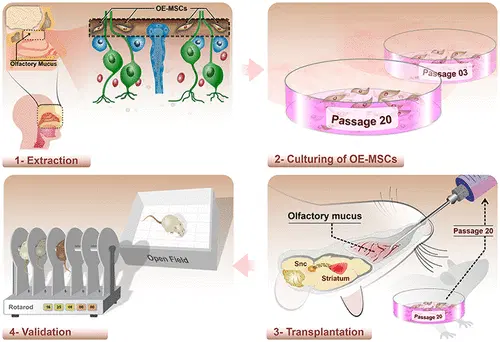 OE-MSCs
Olfactory Mucus
1- Extraction
Passage 03
Passage 20
2- Culturing of OE-MSCs
Open Field
Rotarod
4- Validation
Olfactory mucus
Passage 20
Snc
Striatum
Passage 20
3- Transplantation